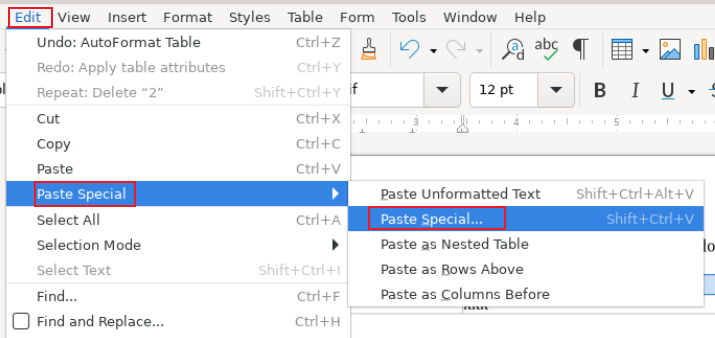 Edit View Insert Format Styles Table Form Tools Window Help
Undo: AutoFormat Table Ctrl+Z
Redo: Apply table attributes Ctrl+Y
Repeat: Delete “2” Shift+Ctrl+Y
12 pt B I U
Cut Ctrl+X
3 4 5
Copy Ctrl+C
Paste Ctrl+V
Paste Special
Paste Unformatted Text Shift+Ctrl+Alt+V
Select All Ctrl+A
Paste Special... Shift+Ctrl+V
Selection Mode
Paste as Nested Table
Select Text Shift+Ctrl+I
Paste as Rows Above
Find... Ctrl+F
Paste as Columns Before
Find and Replace... Ctrl+H